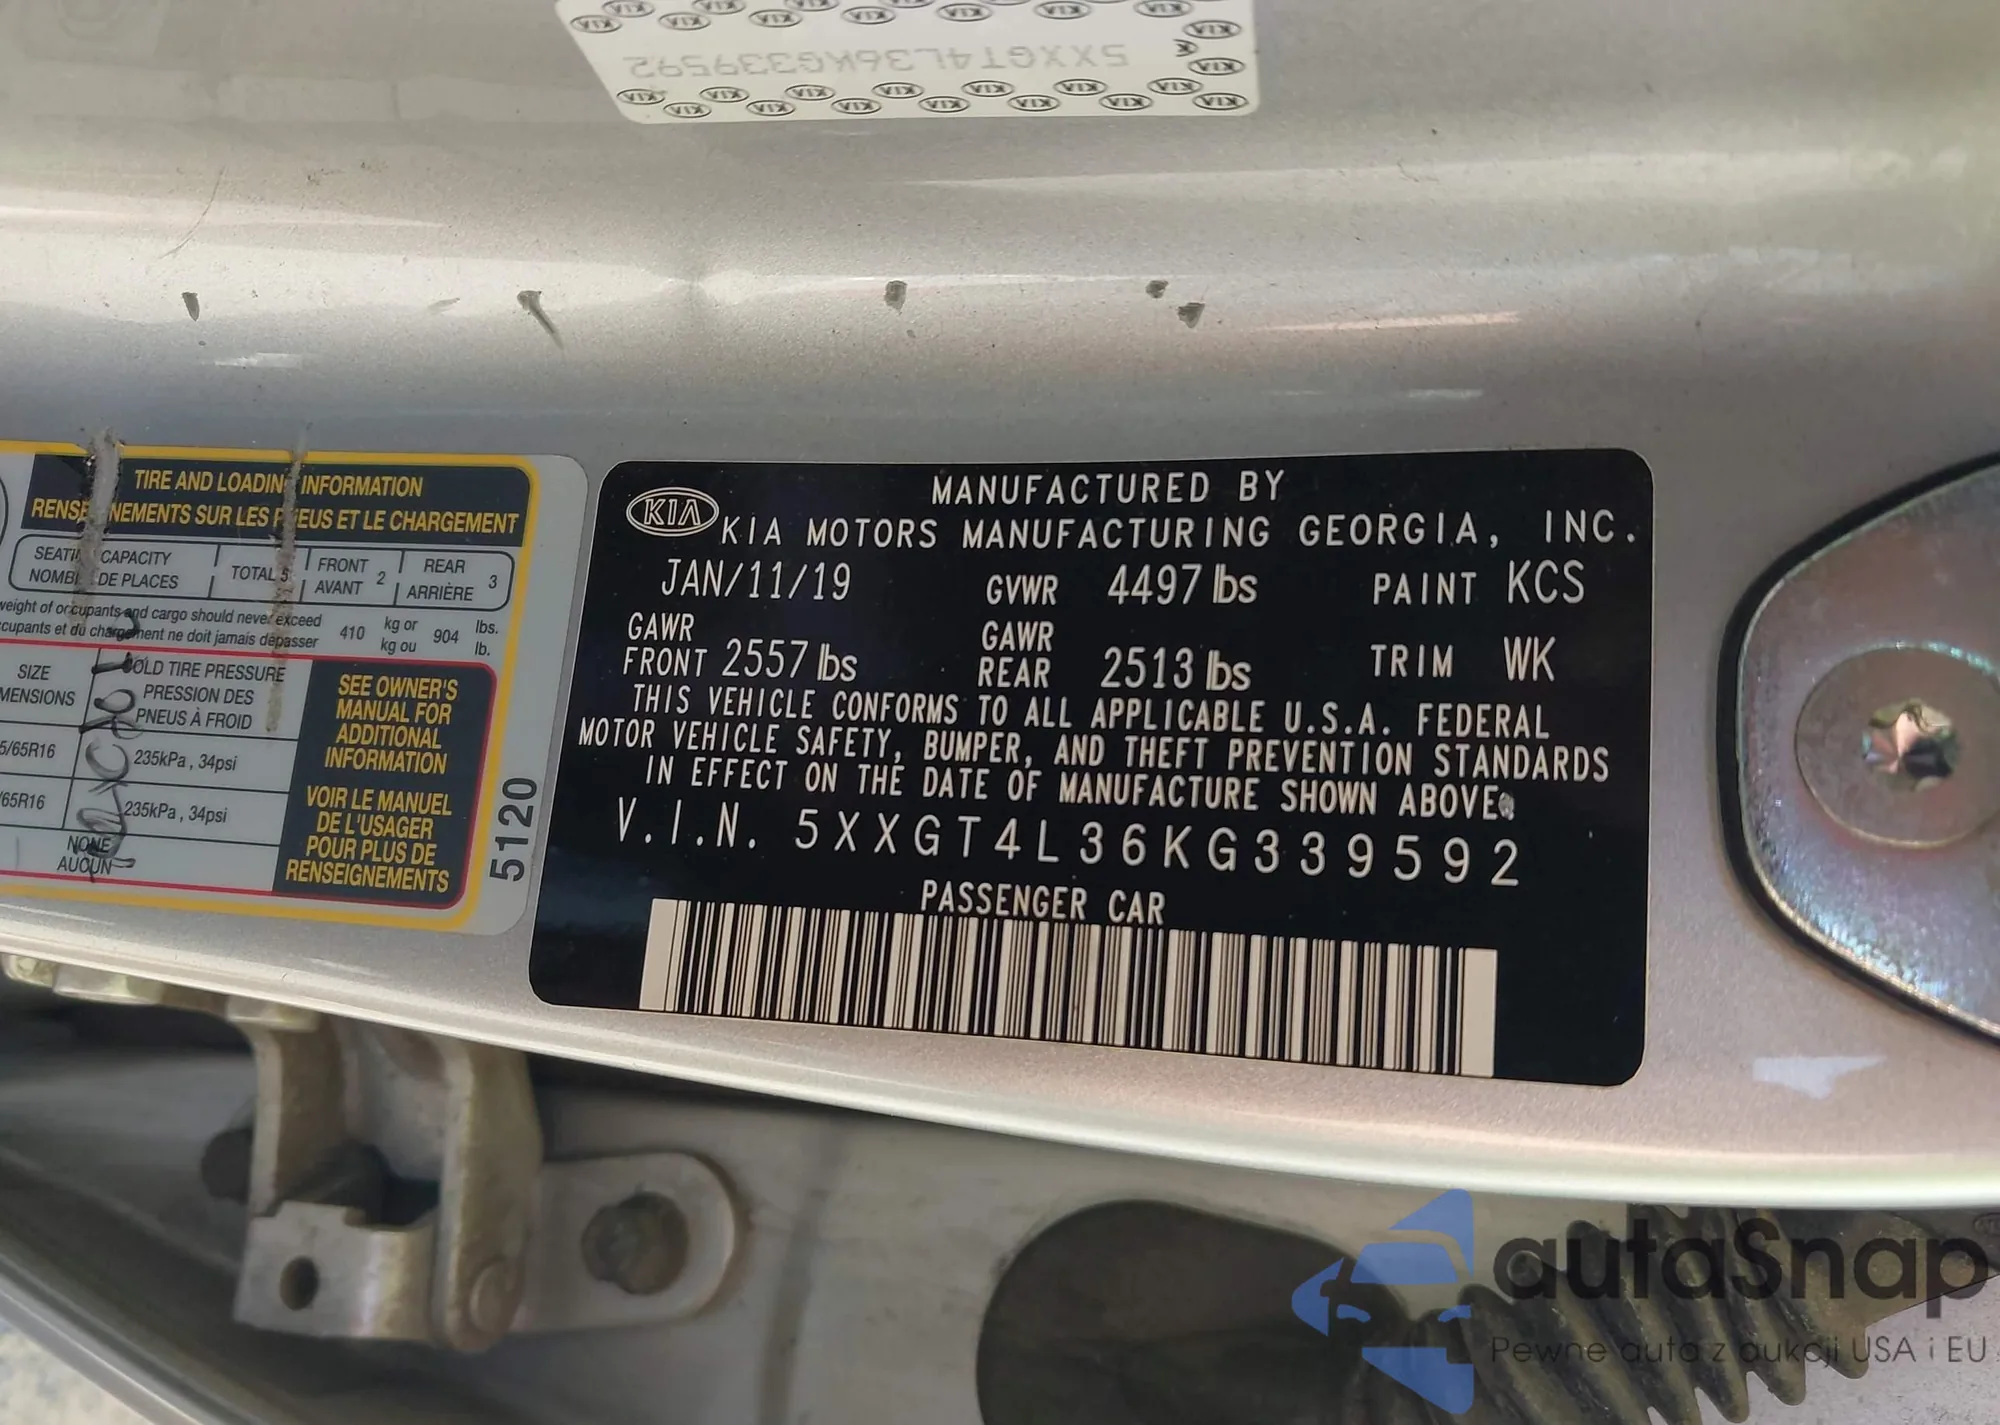 5XXGT4L36KG339592
TIRE AND LOADING INFORMATION
RENSEIGNEMENTS SUR LES PNEUS ET LE CHARGEMENT
SEATING CAPACITY
NOMBRE DE PLACES
TOTAL 5
FRONT
AVANT
2
REAR
ARRIÈRE
3
weight of occupants and cargo should never exceed
occupants et du chargement ne doit jamais dépasser
410
kg or
kg ou
904
lbs.
lb.
SIZE
COLD TIRE PRESSURE
PRESSION DES
PNEUS À FROID
5/65R16
235kPa, 34psi
/65R16
235kPa, 34psi
NONE
AUCUN
SEE OWNER'S
MANUAL FOR
ADDITIONAL
INFORMATION
VOIR LE MANUEL
DE L'USAGER
POUR PLUS DE
RENSEIGNEMENTS
5120
KIA
MANUFACTURED BY
KIA MOTORS MANUFACTURING GEORGIA, INC.
JAN/11/19 GVWR 4497 lbs PAINT KCS
GAWR
FRONT 2557 lbs
GAWR
REAR 2513 lbs
TRIM WK
THIS VEHICLE CONFORMS TO ALL APPLICABLE U.S.A. FEDERAL
MOTOR VEHICLE SAFETY, BUMPER, AND THEFT PREVENTION STANDARDS
IN EFFECT ON THE DATE OF MANUFACTURE SHOWN ABOVE.
V.I.N. 5XXGT4L36KG339592
PASSENGER CAR
autaSnap
Pewne auta z aukcji USA i EU